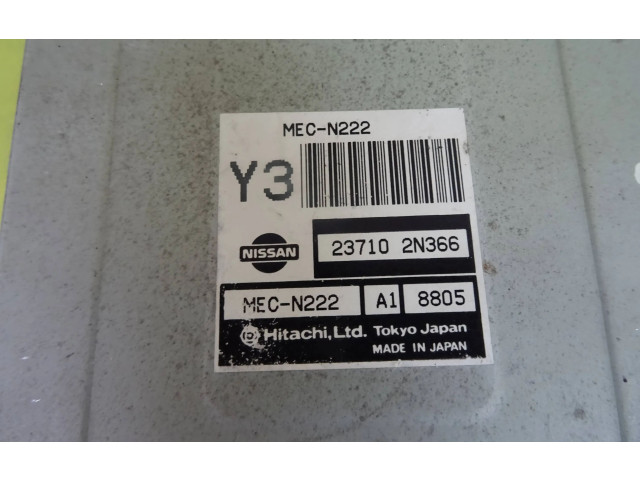 MEC-N222
Y3
NISSAN
23710 2N366
MEC-N222 A1 8805
Hitachi, Ltd. Tokyo Japan
MADE IN JAPAN